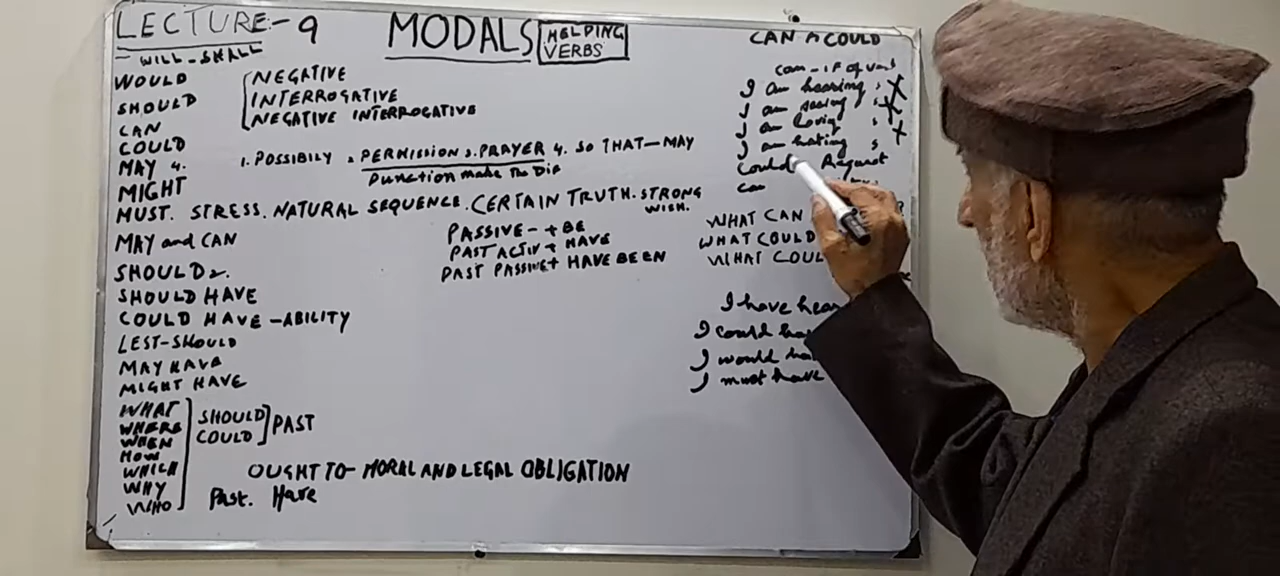 LECTURE-9
MODALS
HELPING
VERBS
WILL-SHALL
WOULD
SHOULD
CAN
COULD
MAY 4.
MIGHT
NEGATIVE
INTERROGATIVE
NEGATIVE INTERROGATIVE
1. POSSIBILY 2 PERMISSION 3. PRAYER 4. SO THAT-MAY
Punction make the Dif
MUST. STRESS. NATURAL SEQUENCE. CERTAIN TRUTH. STRONG
WISH.
MAY and CAN
PASSIVE- + BE
PAST ACTIV + HAVE
PAST PASSIVE+ HAVE BEEN
SHOULD 2.
SHOULD HAVE
COULD HAVE -ABILITY
LEST-SHOULD
MAY HAVE
MIGHT HAVE
WHAT
WHERE
WHEN
HOW
WHICH
WHY
WHO
SHOULD
COULD
PAST
OUGHT TO- MORAL AND LEGAL OBLIGATION
Past. Have
CAN COULD
can - 1F of verb
I am hearing X
I am seeing X
I am loving X
I am hating
Could Request
can
WHAT CAN
WHAT COULD
WHAT COUL
I have hear
I could ha
I would ha
I must have